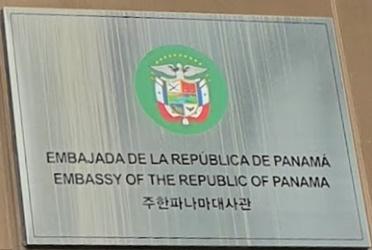 EMBAJADA DE LA REPÚBLICA DE PANAMÁ
EMBASSY OF THE REPUBLIC OF PANAMA
주한파나마대사관